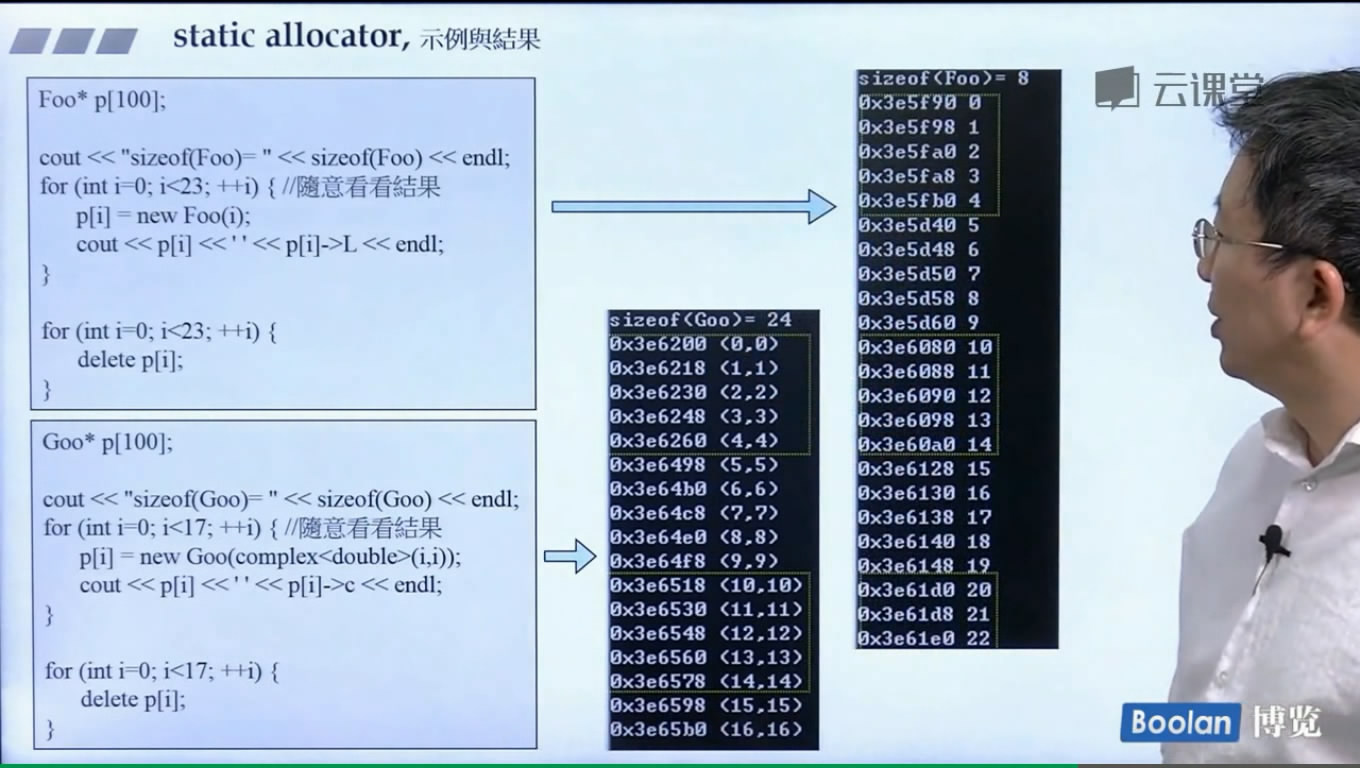 static allocator, 示例與結果
Foo* p[100];
cout << "sizeof(Foo)= " << sizeof(Foo) << endl;
for (int i=0; i<23; ++i) { //隨意看看結果
p[i] = new Foo(i);
cout << p[i] << ' ' << p[i]->L << endl;
}
for (int i=0; i<23; ++i) {
delete p[i];
}
Goo* p[100];
cout << "sizeof(Goo)= " << sizeof(Goo) << endl;
for (int i=0; i<17; ++i) { //隨意看看結果
p[i] = new Goo(complex<double>(i,i));
cout << p[i] << ' ' << p[i]->c << endl;
}
for (int i=0; i<17; ++i) {
delete p[i];
}
sizeof(Goo)= 24
0x3e6200 (0,0)
0x3e6218 (1,1)
0x3e6230 (2,2)
0x3e6248 (3,3)
0x3e6260 (4,4)
0x3e6498 (5,5)
0x3e64b0 (6,6)
0x3e64c8 (7,7)
0x3e64e0 (8,8)
0x3e64f8 (9,9)
0x3e6518 (10,10)
0x3e6530 (11,11)
0x3e6548 (12,12)
0x3e6560 (13,13)
0x3e6578 (14,14)
0x3e6598 (15,15)
0x3e65b0 (16,16)
sizeof(Foo)= 8
0x3e5f90 0
0x3e5f98 1
0x3e5fa0 2
0x3e5fa8 3
0x3e5fb0 4
0x3e5d40 5
0x3e5d48 6
0x3e5d50 7
0x3e5d58 8
0x3e5d60 9
0x3e6080 10
0x3e6088 11
0x3e6090 12
0x3e6098 13
0x3e60a0 14
0x3e6128 15
0x3e6130 16
0x3e6138 17
0x3e6140 18
0x3e6148 19
0x3e61d0 20
0x3e61d8 21
0x3e61e0 22
云课堂
Boolan 博览